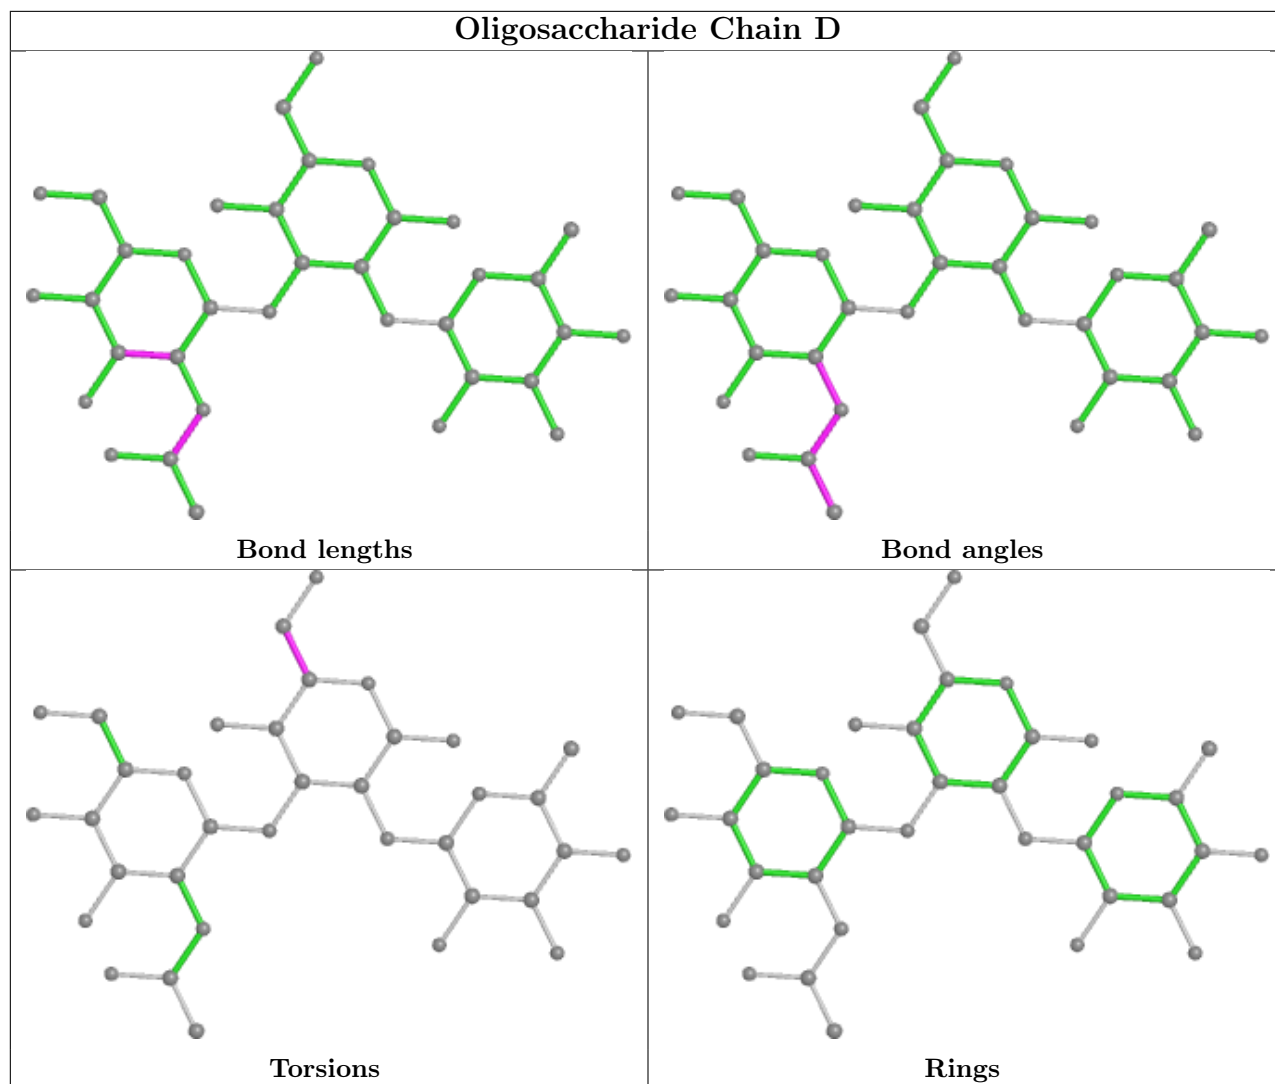 Oligosaccharide Chain D
Bond lengths
Bond angles
Torsions
Rings